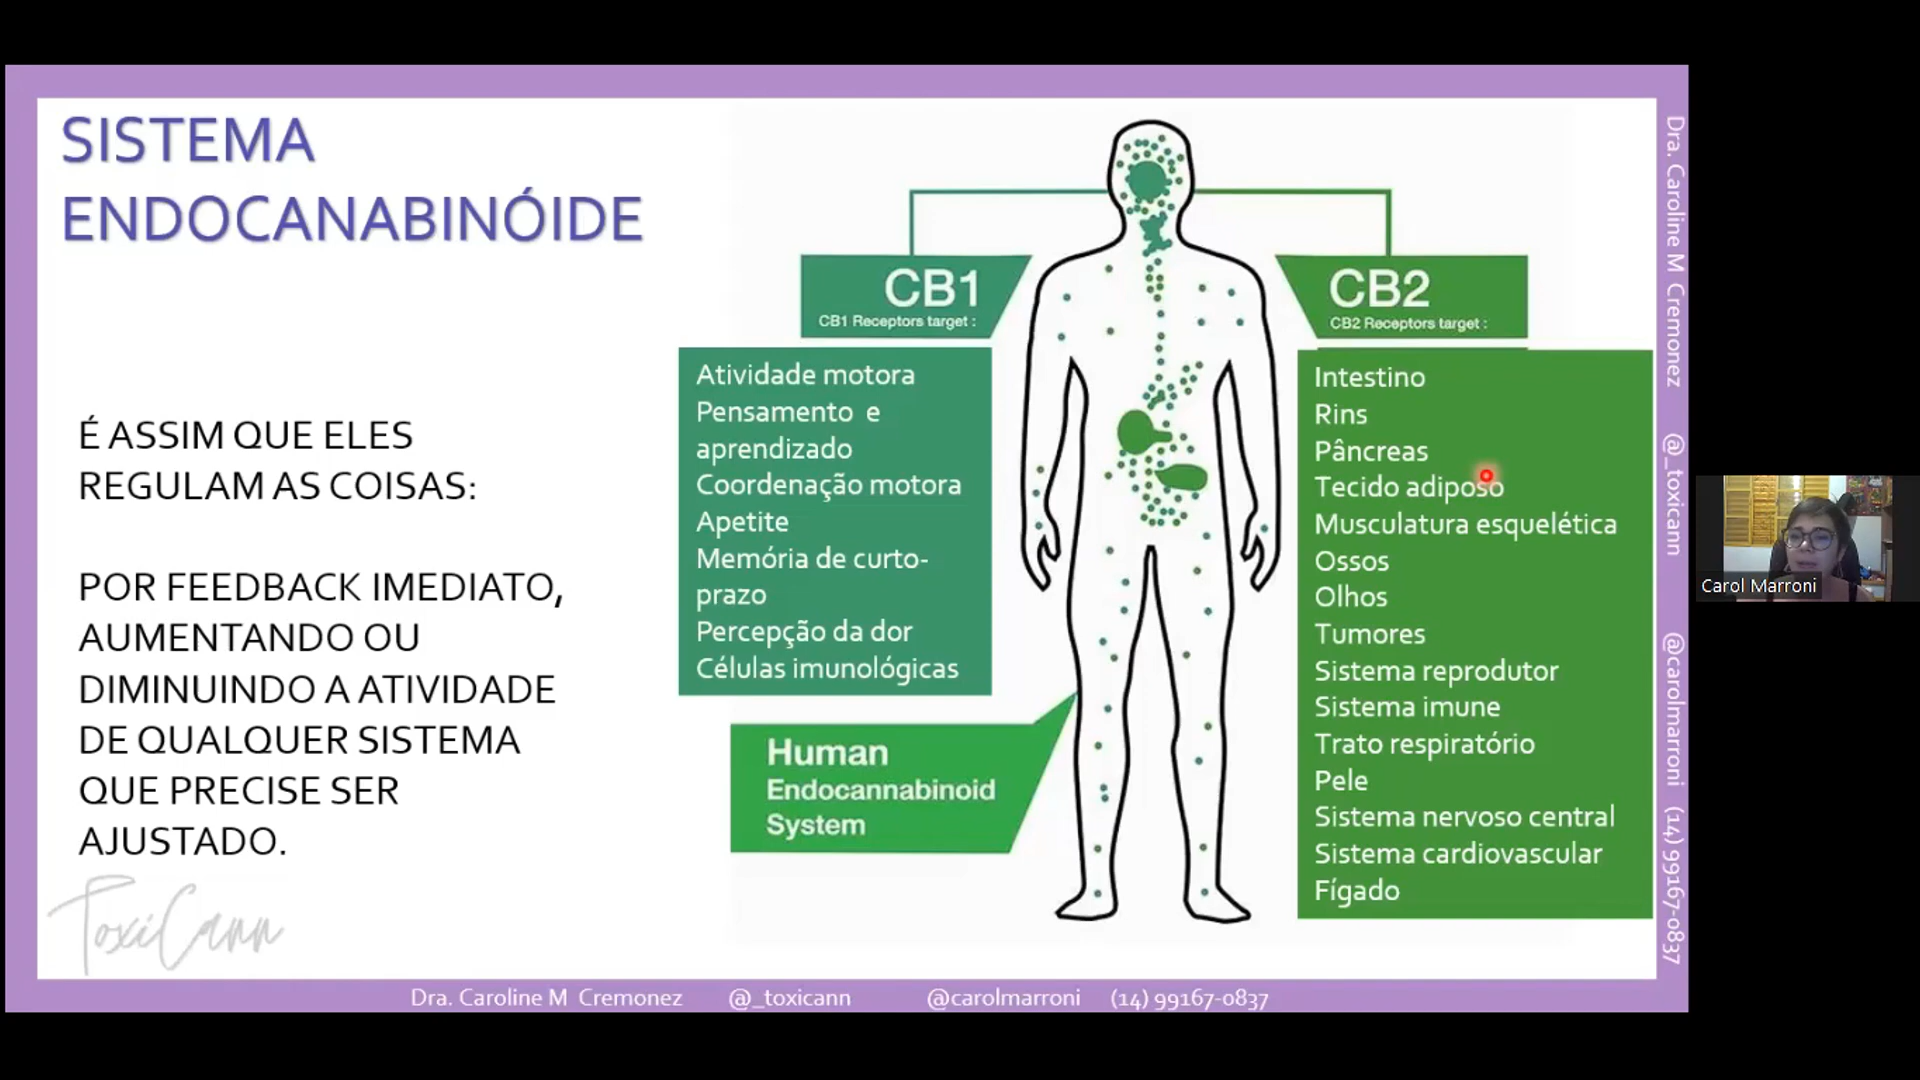 SISTEMA
ENDOCANABINÓIDE
É ASSIM QUE ELES
REGULAM AS COISAS:
POR FEEDBACK IMEDIATO,
AUMENTANDO OU
DIMINUINDO A ATIVIDADE
DE QUALQUER SISTEMA
QUE PRECISE SER
AJUSTADO.
ToxiCann
CB1
CB1 Receptors target :
Atividade motora
Pensamento e
aprendizado
Coordenação motora
Apetite
Memória de curto-
prazo
Percepção da dor
Células imunológicas
Human
Endocannabinoid
System
CB2
CB2 Receptors target :
Intestino
Rins
Pâncreas
Tecido adiposo
Musculatura esquelética
Ossos
Olhos
Tumores
Sistema reprodutor
Sistema imune
Trato respiratório
Pele
Sistema nervoso central
Sistema cardiovascular
Fígado
Dra. Caroline M Cremonez @_toxicann @carolmarroni (14) 99167-0837
Dra. Caroline M Cremonez @_toxicann @carolmarroni (14) 99167-0837
Carol Marroni